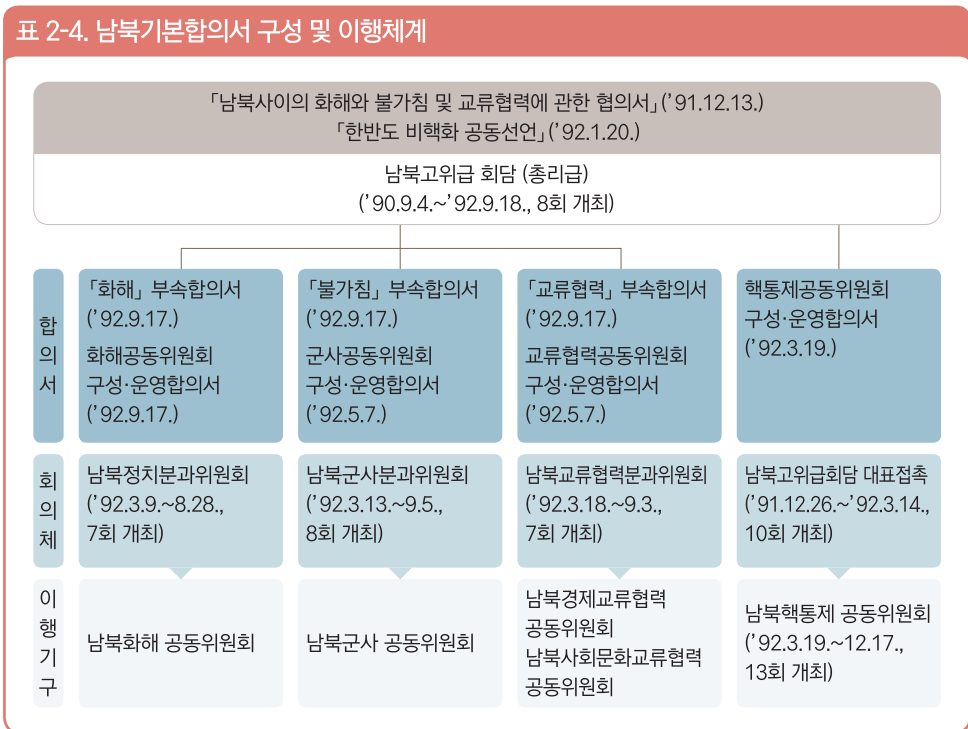 표 2-4. 남북기본합의서 구성 및 이행체계
「남북사이의 화해와 불가침 및 교류협력에 관한 협의서」(’91.12.13.)
「한반도 비핵화 공동선언」(’92.1.20.)
남북고위급 회담 (총리급)
(’90.9.4.~’92.9.18., 8회 개최)
합의서
「화해」 부속합의서
(’92.9.17.)
화해공동위원회
구성·운영합의서
(’92.9.17.)
「불가침」 부속합의서
(’92.9.17.)
군사공동위원회
구성·운영합의서
(’92.5.7.)
「교류협력」 부속합의서
(’92.9.17.)
교류협력공동위원회
구성·운영합의서
(’92.5.7.)
핵통제공동위원회
구성·운영합의서
(’92.3.19.)
회의체
남북정치분과위원회
(’92.3.9.~8.28.,
7회 개최)
남북군사분과위원회
(’92.3.13.~9.5.,
8회 개최)
남북교류협력분과위원회
(’92.3.18.~9.3.,
7회 개최)
남북고위급회담 대표접촉
(’91.12.26.~’92.3.14.,
10회 개최)
이행기구
남북화해 공동위원회
남북군사 공동위원회
남북경제교류협력
공동위원회
남북사회문화교류협력
공동위원회
남북핵통제 공동위원회
(’92.3.19.~12.17.,
13회 개최)